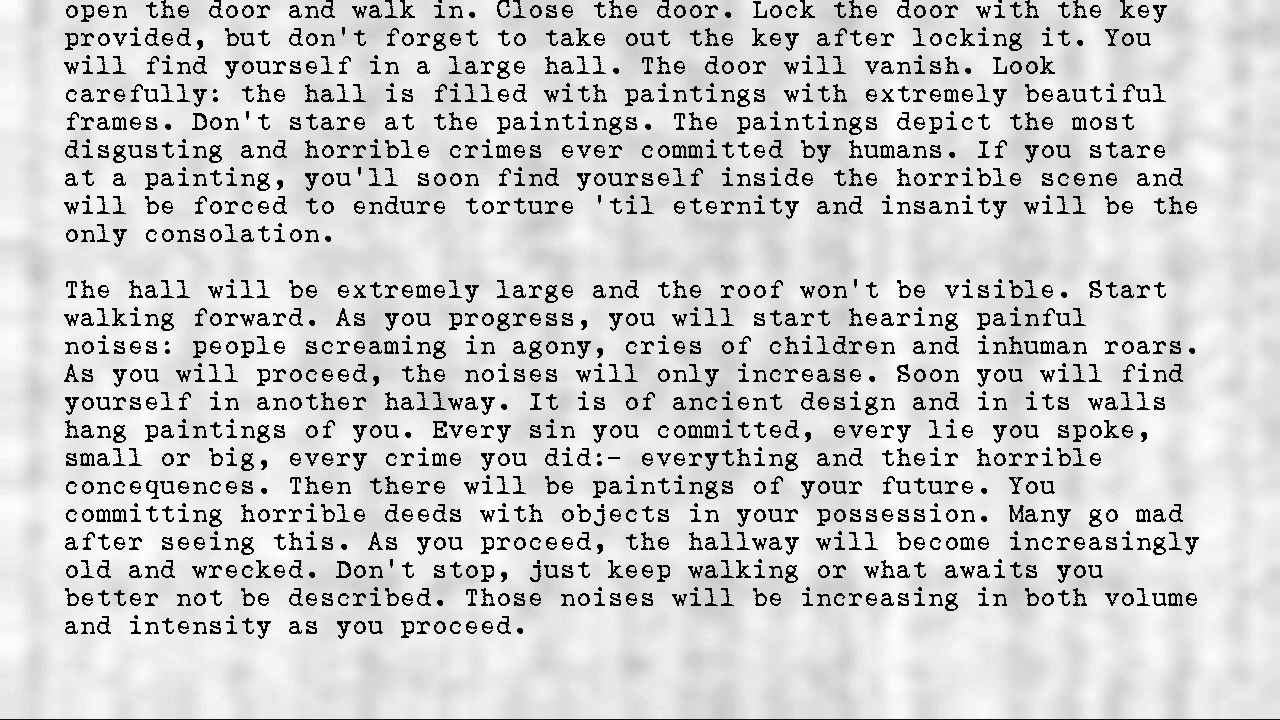 open the door and walk in. Close the door. Lock the door with the key
provided, but don't forget to take out the key after locking it. You
will find yourself in a large hall. The door will vanish. Look
carefully: the hall is filled with paintings with extremely beautiful
frames. Don't stare at the paintings. The paintings depict the most
disgusting and horrible crimes ever committed by humans. If you stare
at a painting, you'll soon find yourself inside the horrible scene and
will be forced to endure torture 'til eternity and insanity will be the
only consolation.

The hall will be extremely large and the roof won't be visible. Start
walking forward. As you progress, you will start hearing painful
noises: people screaming in agony, cries of children and inhuman roars.
As you will proceed, the noises will only increase. Soon you will find
yourself in another hallway. It is of ancient design and in its walls
hang paintings of you. Every sin you committed, every lie you spoke,
small or big, every crime you did:- everything and their horrible
concequences. Then there will be paintings of your future. You
committing horrible deeds with objects in your possession. Many go mad
after seeing this. As you proceed, the hallway will become increasingly
old and wrecked. Don't stop, just keep walking or what awaits you
better not be described. Those noises will be increasing in both volume
and intensity as you proceed.